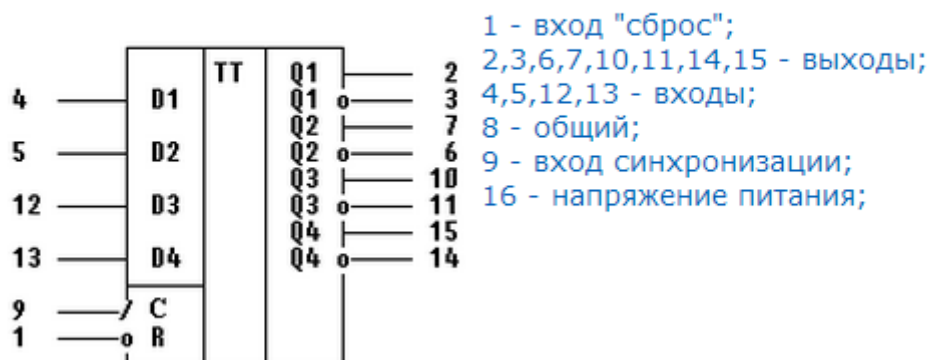 1 - вход "сброс";
2,3,6,7,10,11,14,15 - выходы;
4,5,12,13 - входы;
8 - общий;
9 - вход синхронизации;
16 - напряжение питания;
TT Q1 2
4 D1 Q1 3
Q2 7
5 D2 Q2 6
Q3 10
12 D3 Q3 11
Q4 15
13 D4 Q4 14
9 C
1 R